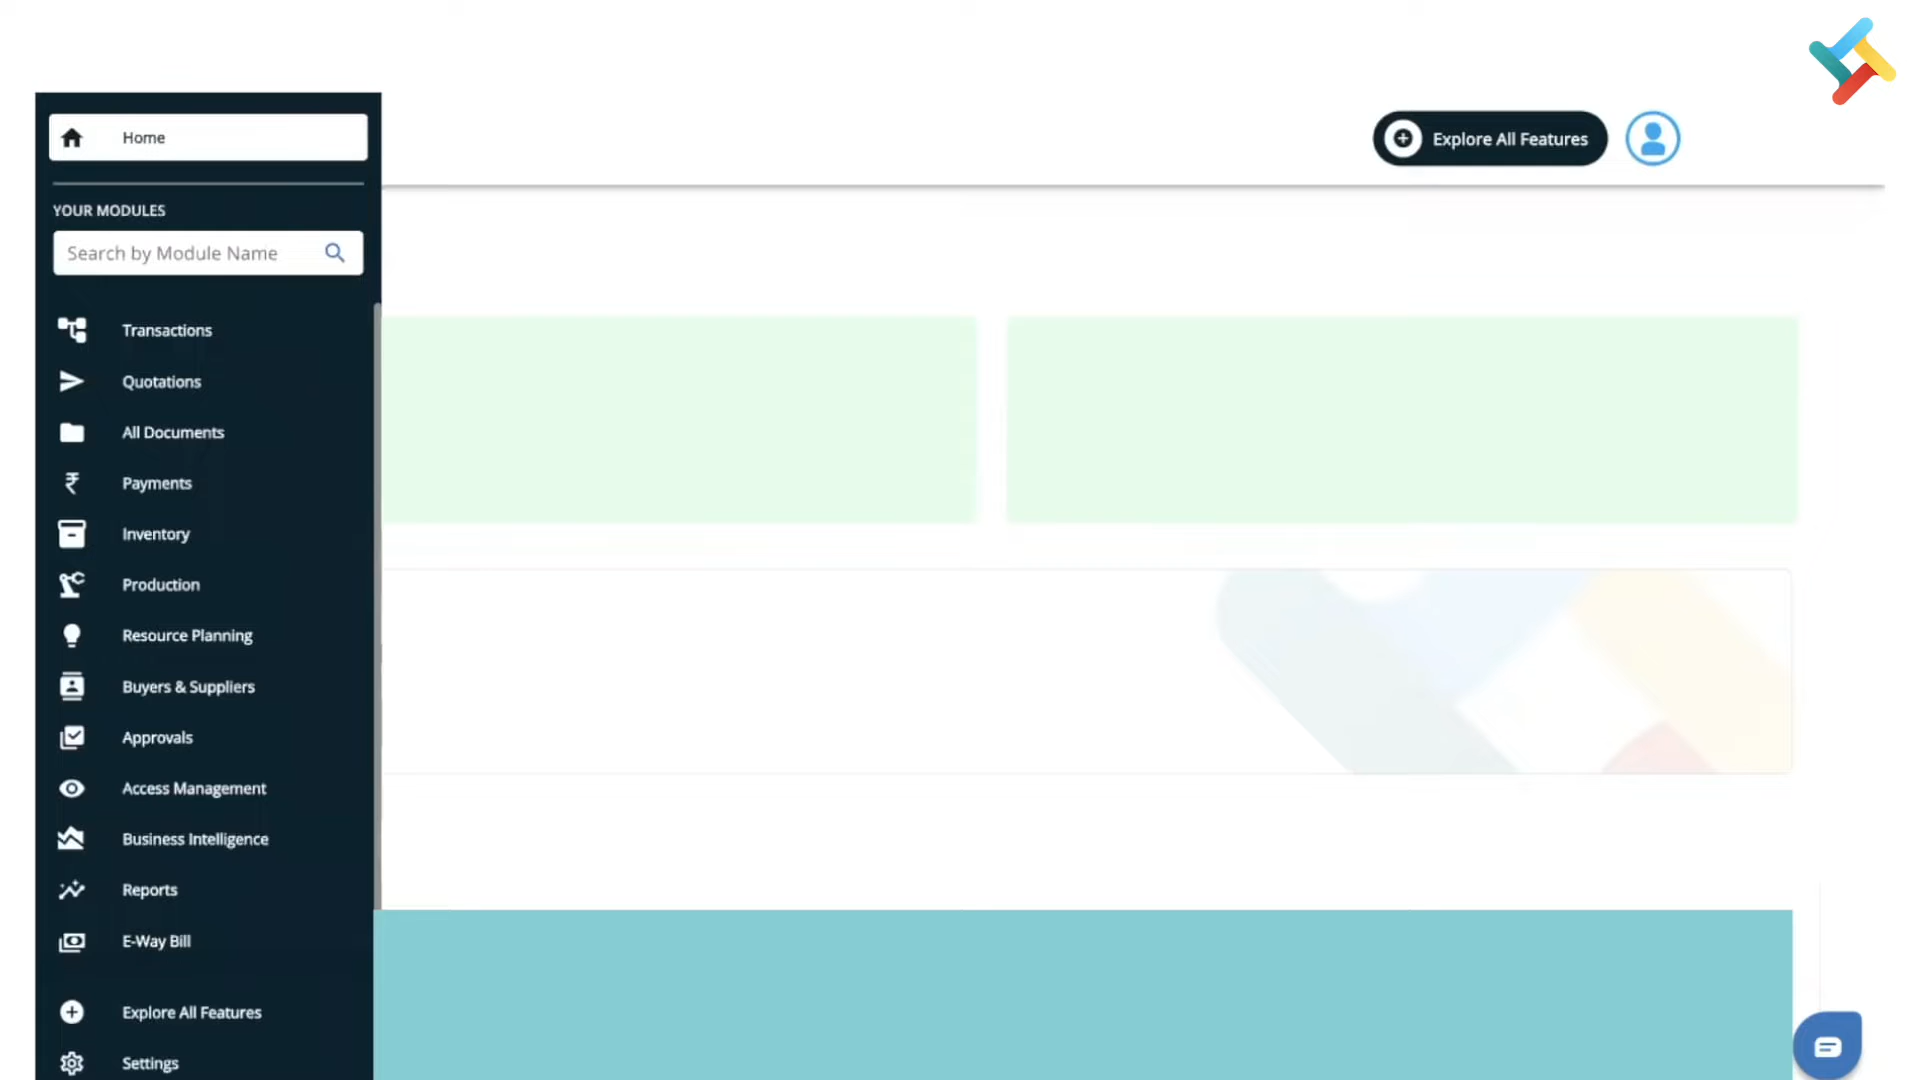 Home
Explore All Features
YOUR MODULES
Search by Module Name
Transactions
Quotations
All Documents
Payments
Inventory
Production
Resource Planning
Buyers & Suppliers
Approvals
Access Management
Business Intelligence
Reports
E-Way Bill
Explore All Features
Settings